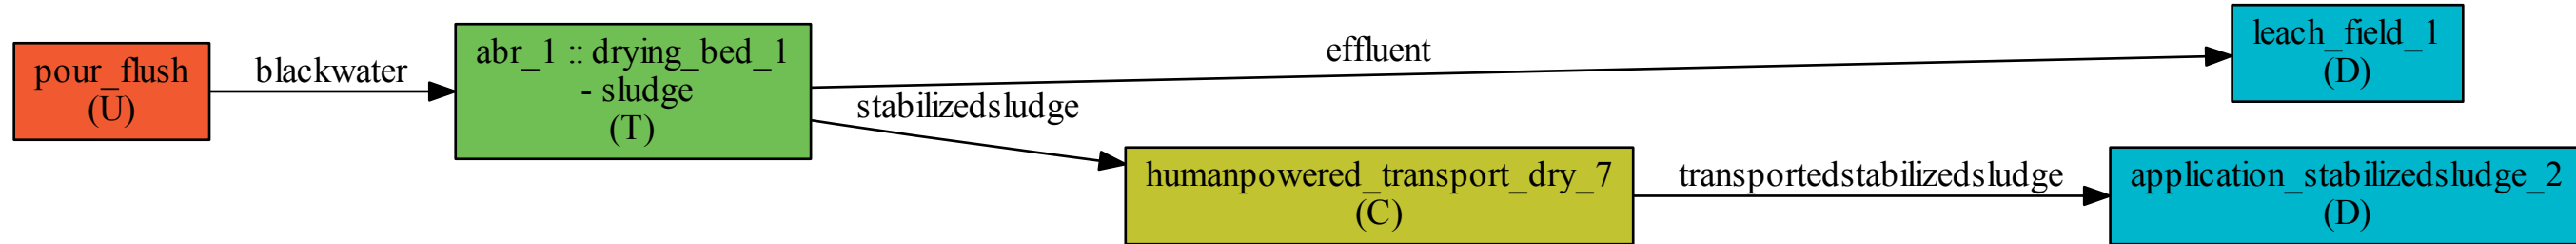 pour_flush
(U)
blackwater
abr_1 :: drying_bed_1
- sludge
(T)
effluent
stabilizedsludge
leach_field_1
(D)
humanpowered_transport_dry_7
(C)
transportedstabilizedsludge
application_stabilizedsludge_2
(D)